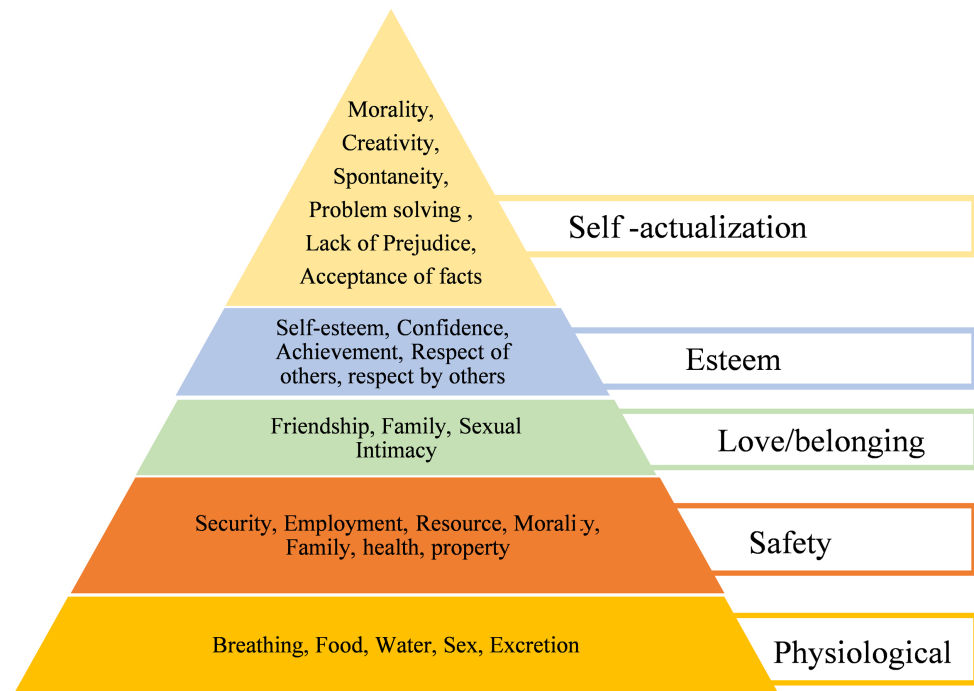 Morality,
Creativity,
Spontaneity,
Problem solving ,
Lack of Prejudice,
Acceptance of facts
Self -actualization
Self-esteem, Confidence,
Achievement, Respect of
others, respect by others
Esteem
Friendship, Family, Sexual
Intimacy
Love/belonging
Security, Employment, Resource, Morality,
Family, health, property
Safety
Breathing, Food, Water, Sex, Excretion
Physiological